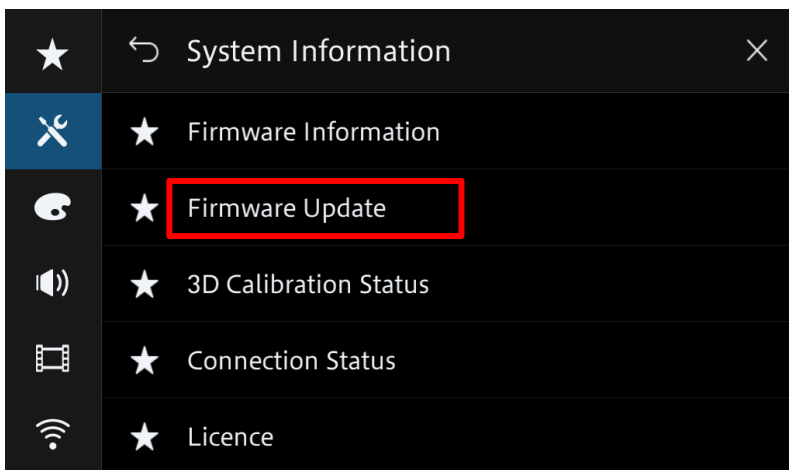 System Information
Firmware Information
Firmware Update
3D Calibration Status
Connection Status
Licence